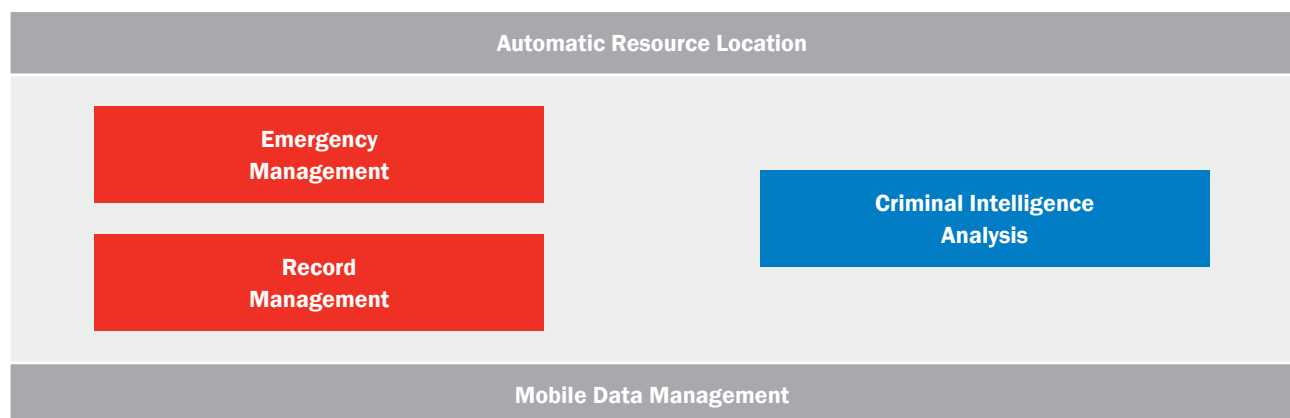 Automatic Resource Location
Emergency
Management
Criminal Intelligence
Analysis
Record
Management
Mobile Data Management